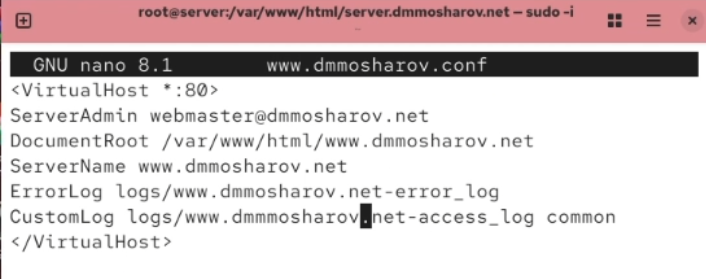 root@server:/var/www/html/server.dmmosharov.net — sudo -i
GNU nano 8.1 www.dmmosharov.conf
<VirtualHost *:80>
ServerAdmin webmaster@dmmosharov.net
DocumentRoot /var/www/html/www.dmmosharov.net
ServerName www.dmmosharov.net
ErrorLog logs/www.dmmosharov.net-error_log
CustomLog logs/www.dmmmosharov.net-access_log common
</VirtualHost>